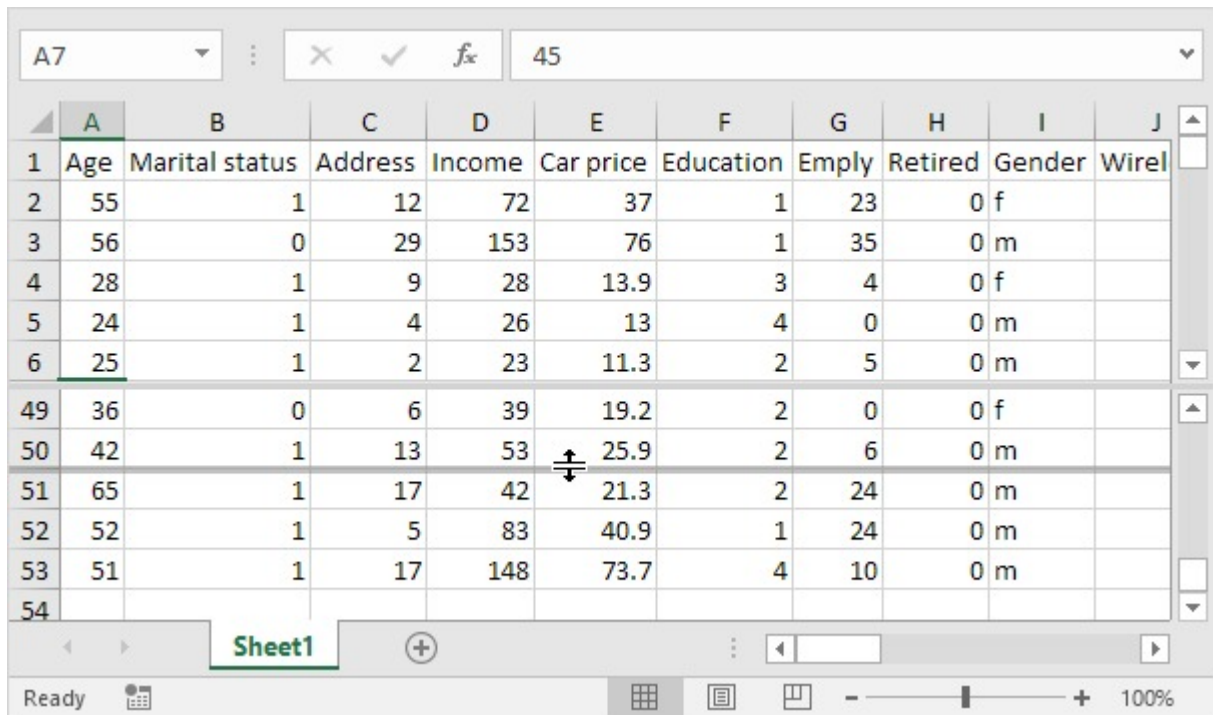 A7 fx 45
A B C D E F G H I J
1 Age Marital status Address Income Car price Education Emply Retired Gender Wirel
2 55 1 12 72 37 1 23 0 f
3 56 0 29 153 76 1 35 0 m
4 28 1 9 28 13.9 3 4 0 f
5 24 1 4 26 13 4 0 0 m
6 25 1 2 23 11.3 2 5 0 m
49 36 0 6 39 19.2 2 0 0 f
50 42 1 13 53 25.9 2 6 0 m
51 65 1 17 42 21.3 2 24 0 m
52 52 1 5 83 40.9 1 24 0 m
53 51 1 17 148 73.7 4 10 0 m
54
Sheet1
Ready 100%